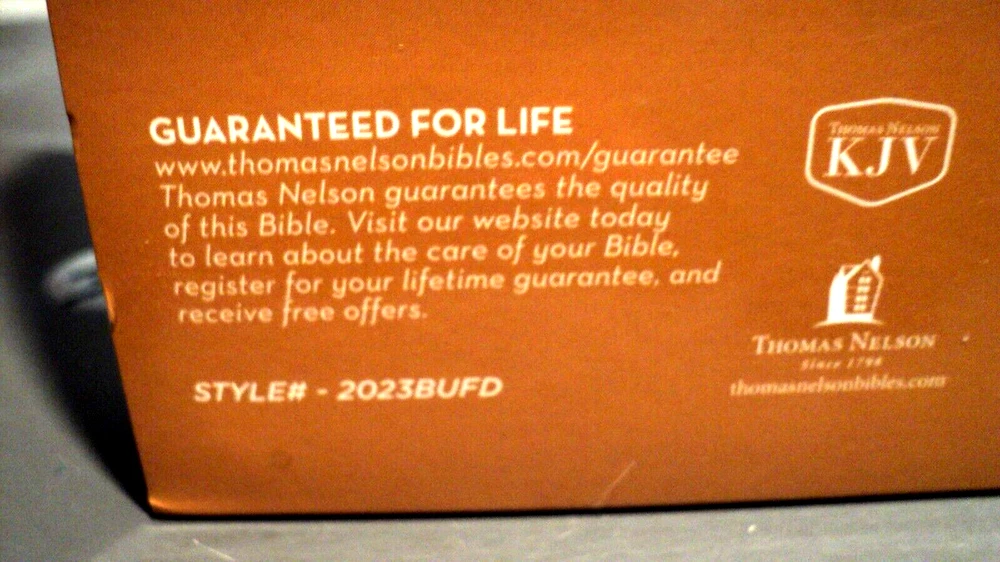 GUARANTEED FOR LIFE
www.thomasnelsonbibles.com/guarantee
Thomas Nelson guarantees the quality
of this Bible. Visit our website today
to learn about the care of your Bible,
register for your lifetime guarantee, and
receive free offers.
STYLE# - 2023BUFD
THOMAS NELSON
KJV
THOMAS NELSON
Since 1798
thomasnelsonbibles.com